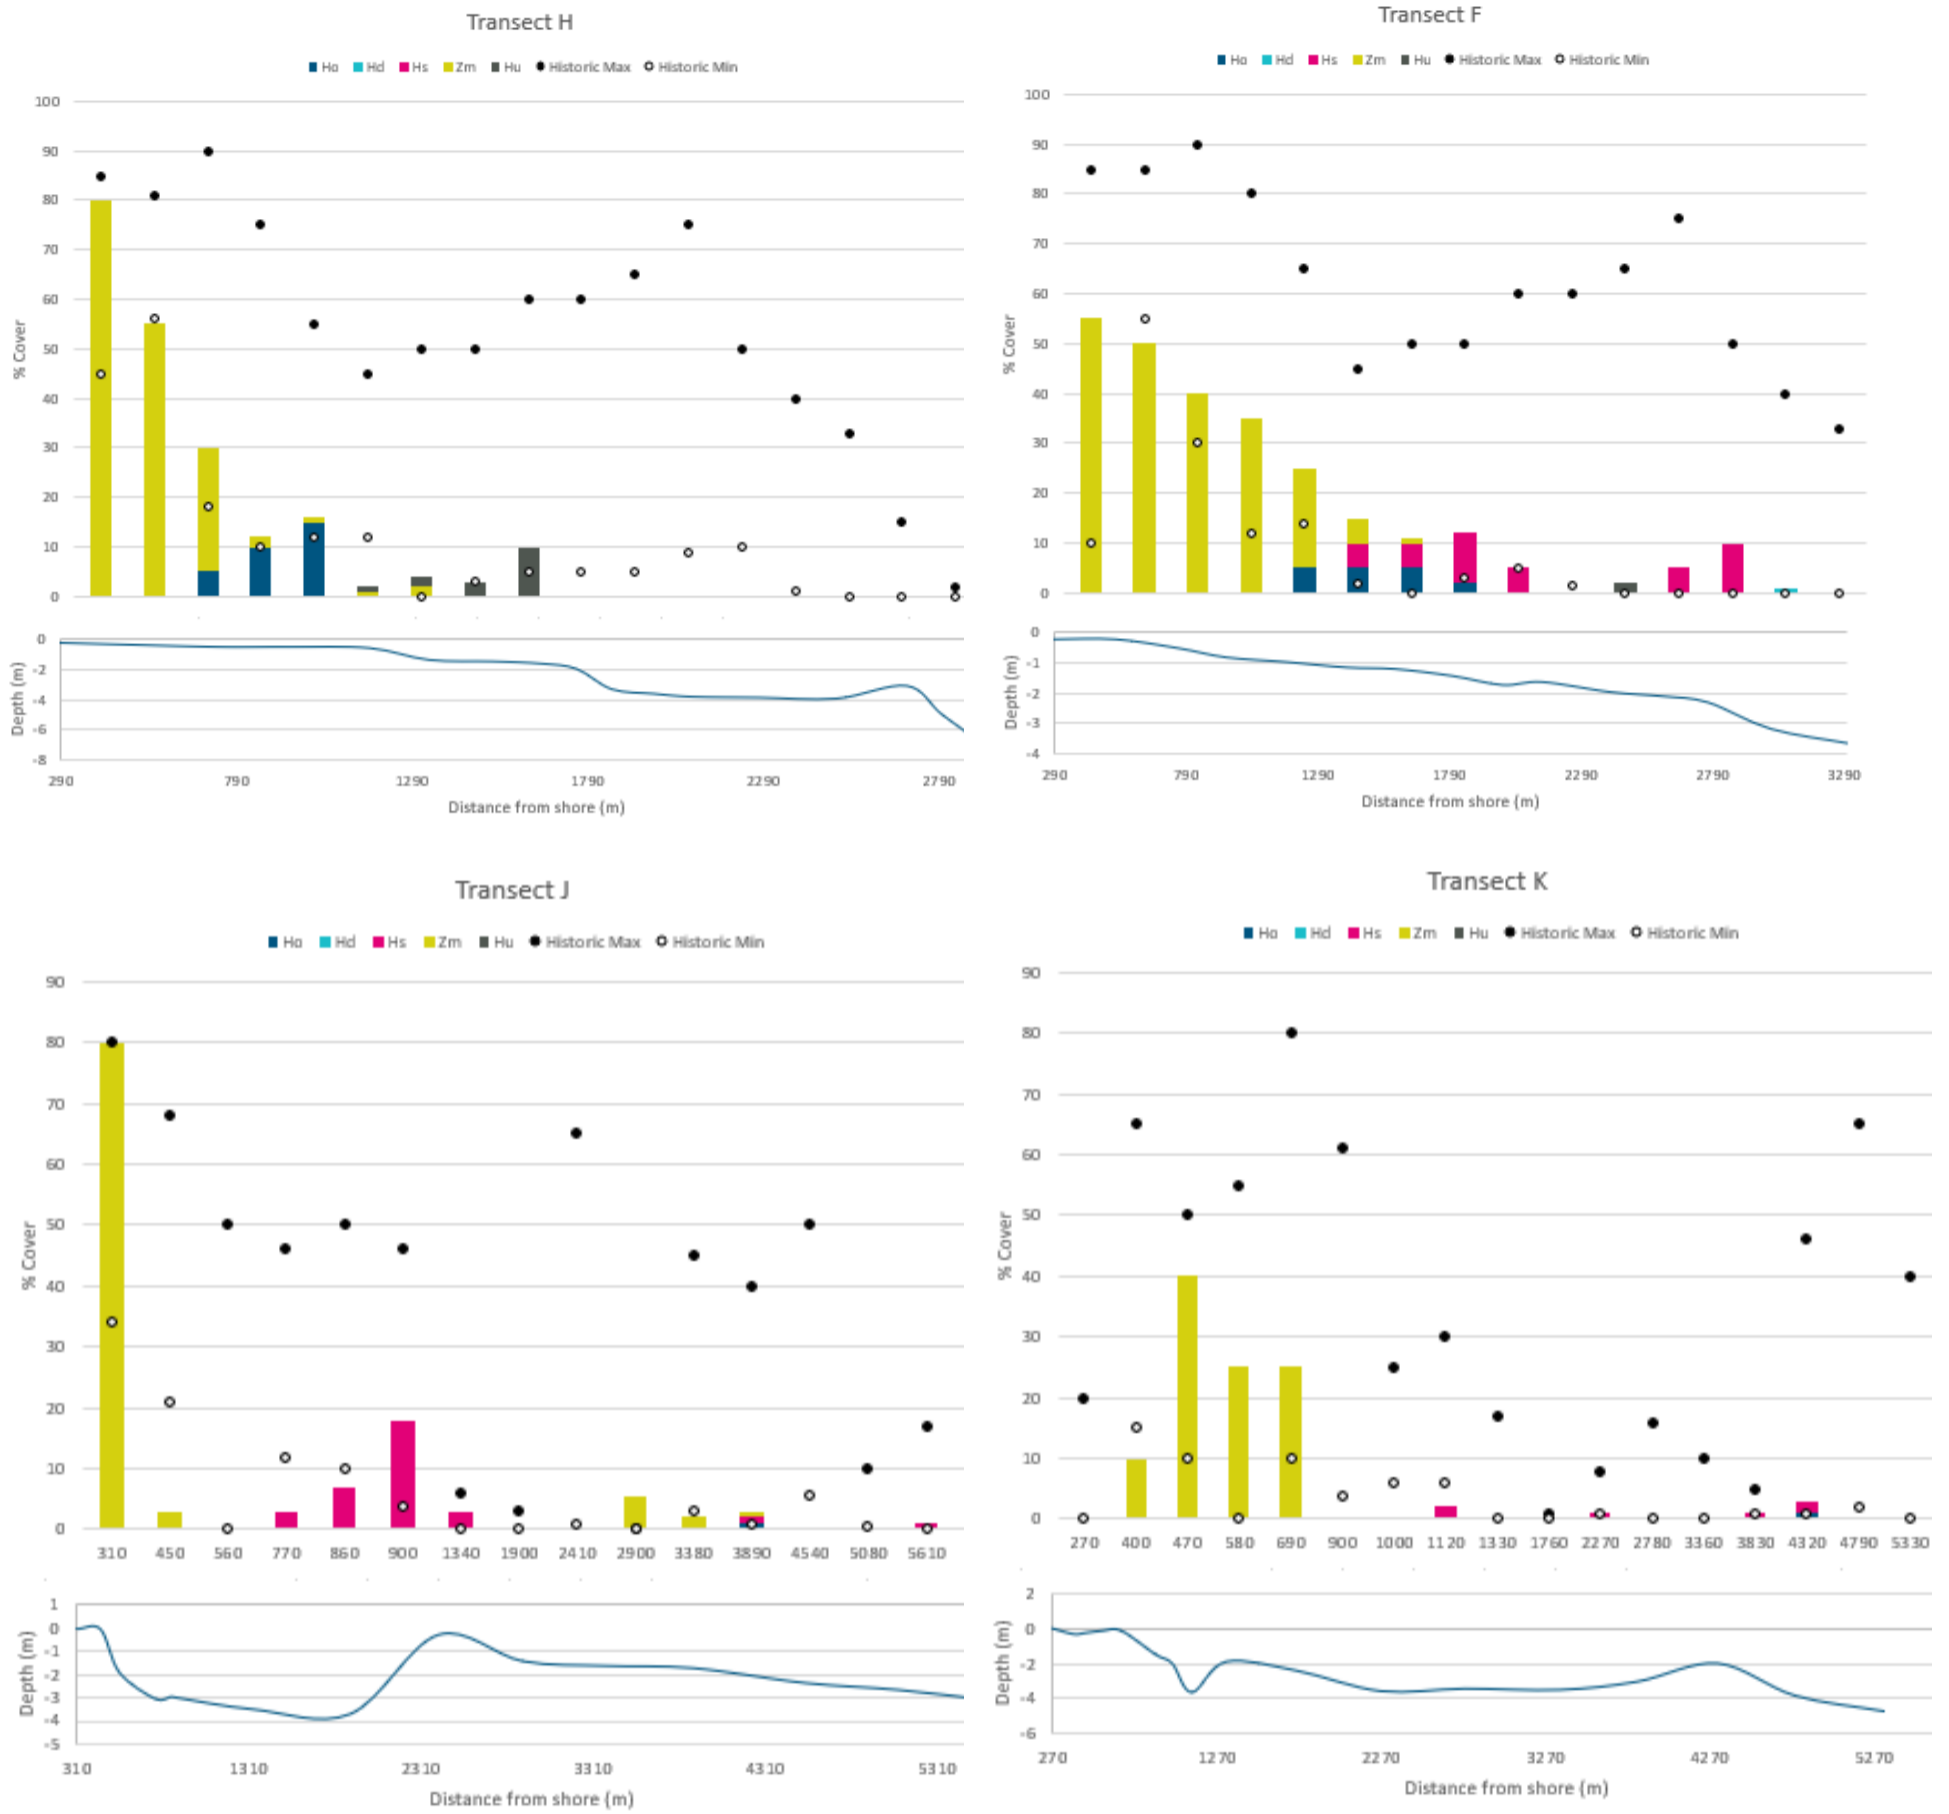 Transect H
Ho Hd Hs Zm Hu Historic Max Historic Min
100
90
80
70
60
50
40
30
20
10
0
% Cover
0
-2
-4
-6
-8
Depth (m)
290 790 1290 1790 2290 2790
Distance from shore (m)
Transect F
Ho Hd Hs Zm Hu Historic Max Historic Min
100
90
80
70
60
50
40
30
20
10
0
% Cover
0
-1
-2
-3
-4
Depth (m)
290 790 1290 1790 2290 2790 3290
Distance from shore (m)
Transect J
Ho Hd Hs Zm Hu Historic Max Historic Min
90
80
70
60
50
40
30
20
10
0
% Cover
310 450 560 770 860 900 1340 1900 2410 2900 3380 3890 4540 5080 5610
1
0
-1
-2
-3
-4
-5
Depth (m)
310 1310 2310 3310 4310 5310
Distance from shore (m)
Transect K
Ho Hd Hs Zm Hu Historic Max Historic Min
90
80
70
60
50
40
30
20
10
0
% Cover
270 400 470 580 690 900 1000 1120 1330 1760 2270 2780 3360 3830 4320 4790 5330
2
0
-2
-4
-6
Depth (m)
270 1270 2270 3270 4270 5270
Distance from shore (m)